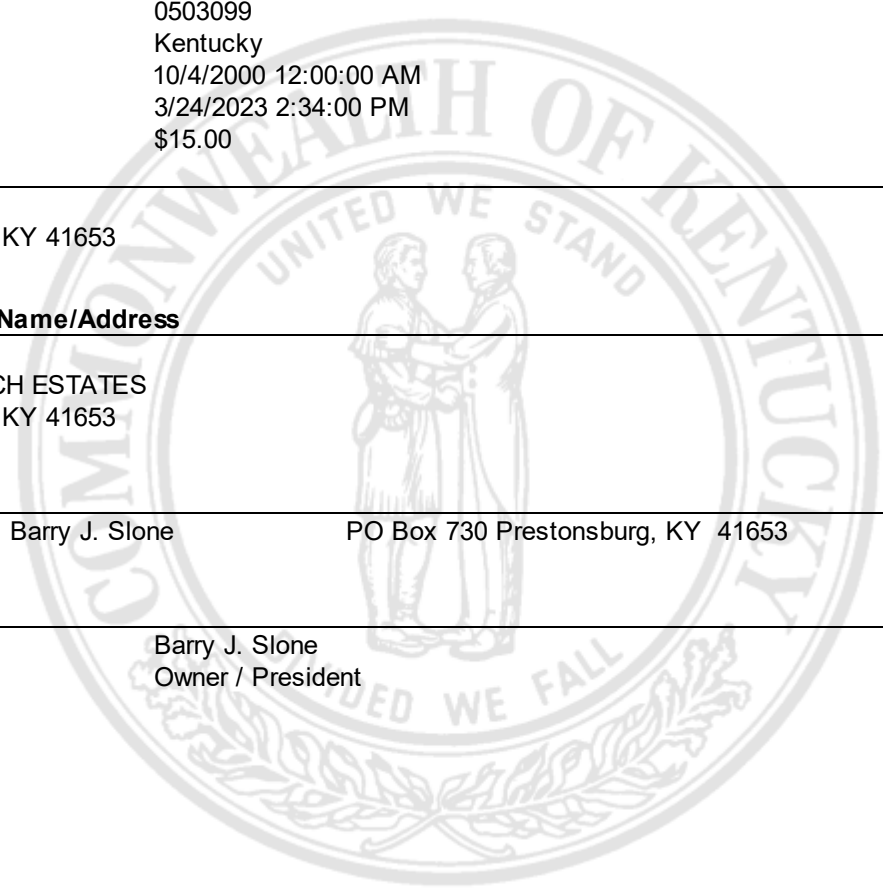 0503099
Kentucky
10/4/2000 12:00:00 AM
3/24/2023 2:34:00 PM
$15.00
KY 41653
Name/Address
CH ESTATES
KY 41653
Barry J. Slone PO Box 730 Prestonsburg, KY 41653
Barry J. Slone
Owner / President
COMMONWEALTH OF KENTUCKY
UNITED WE STAND
DIVIDED WE FALL